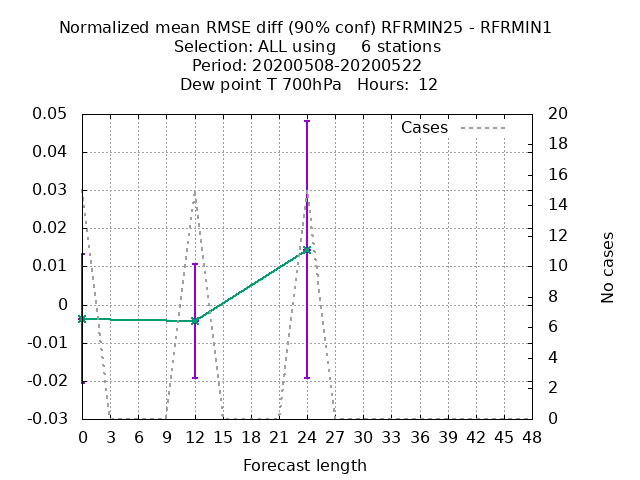 Normalized mean RMSE diff (90% conf) RFRMIN25 - RFRMIN1
Selection: ALL using     6 stations
Period: 20200508-20200522
Dew point T 700hPa   Hours:  12
0.05
0.04
0.03
0.02
0.01
0
-0.01
-0.02
-0.03
Cases
20
18
16
14
12
10
8
6
4
2
0
No cases
0 3 6 9 12 15 18 21 24 27 30 33 36 39 42 45 48
Forecast length